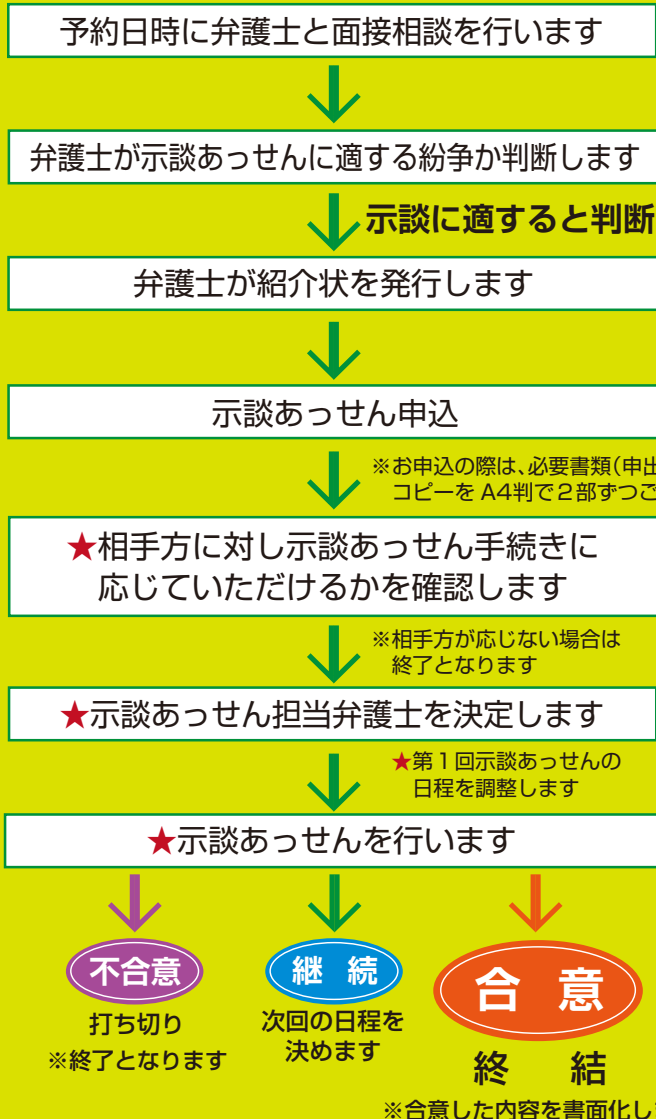 予約日時に弁護士と面接相談を行います
弁護士が示談あっせんに適する紛争か判断します
示談に適すると判断
弁護士が紹介状を発行します
示談あっせん申込
※お申込の際は、必要書類(申出
コピーを A4判で2部ずつご
★相手方に対し示談あっせん手続きに
応じていただけるかを確認します
※相手方が応じない場合は
終了となります
★示談あっせん担当弁護士を決定します
★第1回示談あっせんの
日程を調整します
★示談あっせんを行います
不合意
打ち切り
※終了となります
継 続
次回の日程を
決めます
合 意
終 結
※合意した内容を書面化し